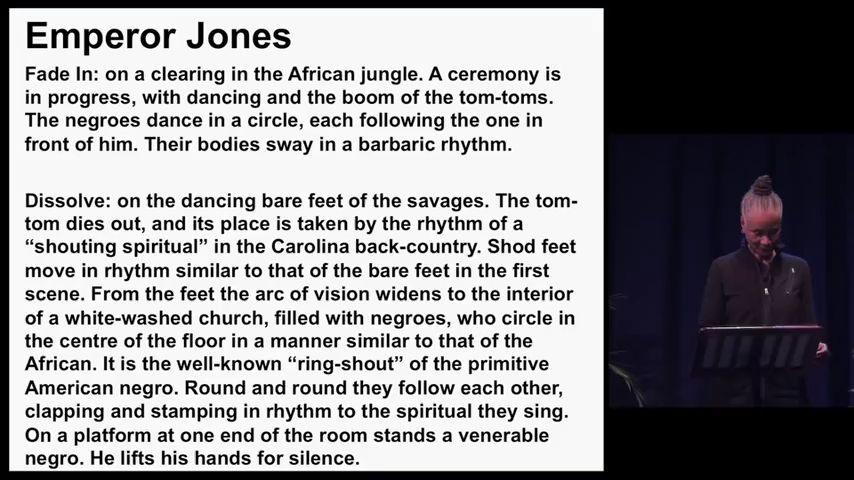 Emperor Jones
Fade In: on a clearing in the African jungle. A ceremony is
in progress, with dancing and the boom of the tom-toms.
The negroes dance in a circle, each following the one in
front of him. Their bodies sway in a barbaric rhythm.
Dissolve: on the dancing bare feet of the savages. The tom-
tom dies out, and its place is taken by the rhythm of a
“shouting spiritual” in the Carolina back-country. Shod feet
move in rhythm similar to that of the bare feet in the first
scene. From the feet the arc of vision widens to the interior
of a white-washed church, filled with negroes, who circle in
the centre of the floor in a manner similar to that of the
African. It is the well-known “ring-shout” of the primitive
American negro. Round and round they follow each other,
clapping and stamping in rhythm to the spiritual they sing.
On a platform at one end of the room stands a venerable
negro. He lifts his hands for silence.